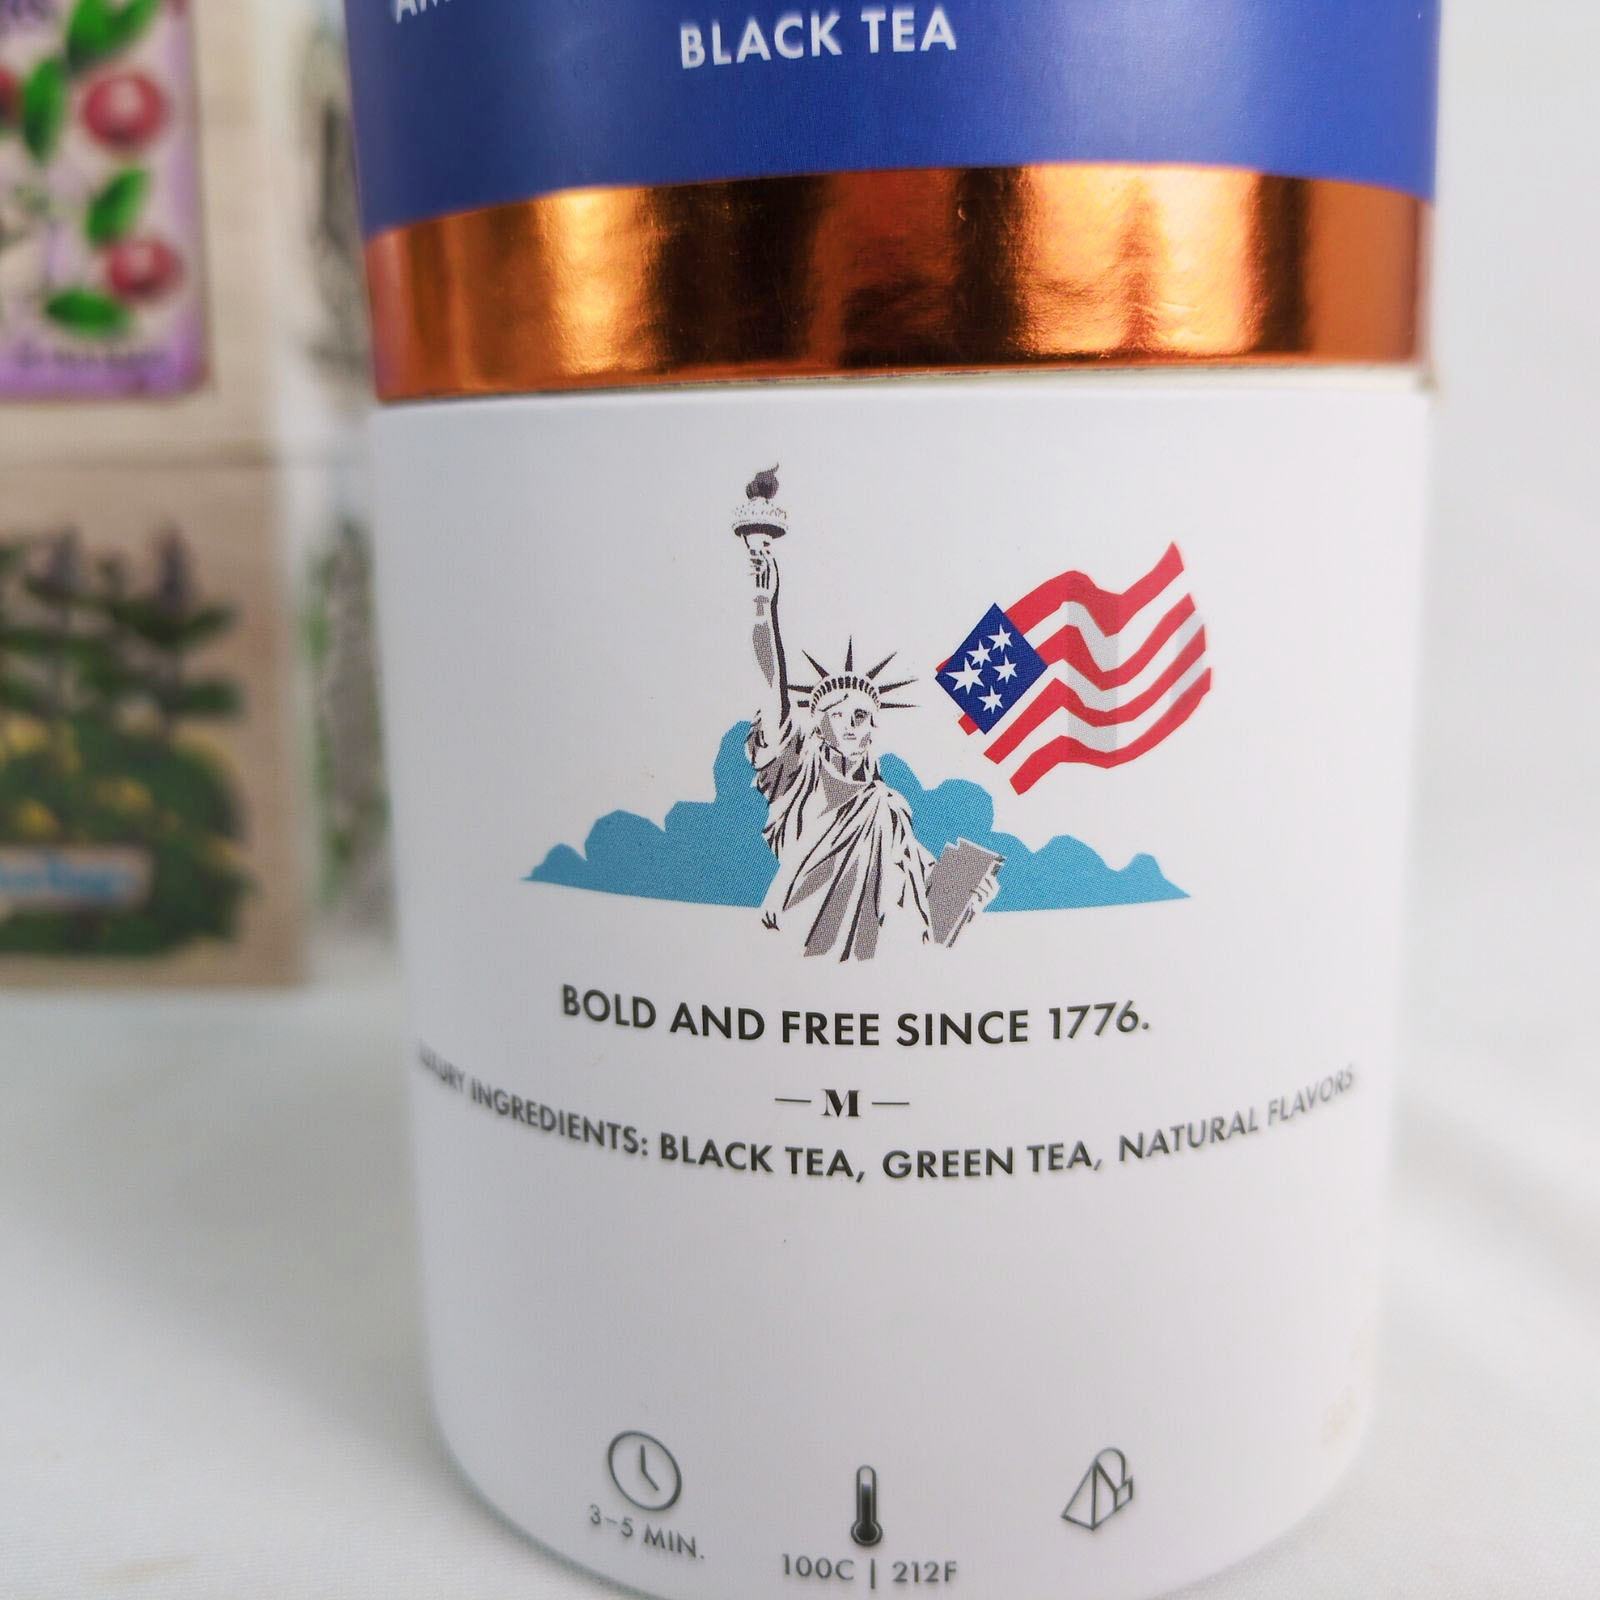 BLACK TEA
BOLD AND FREE SINCE 1776.
— M —
LUXURY INGREDIENTS: BLACK TEA, GREEN TEA, NATURAL FLAVORS
3-5 MIN.
100C | 212F